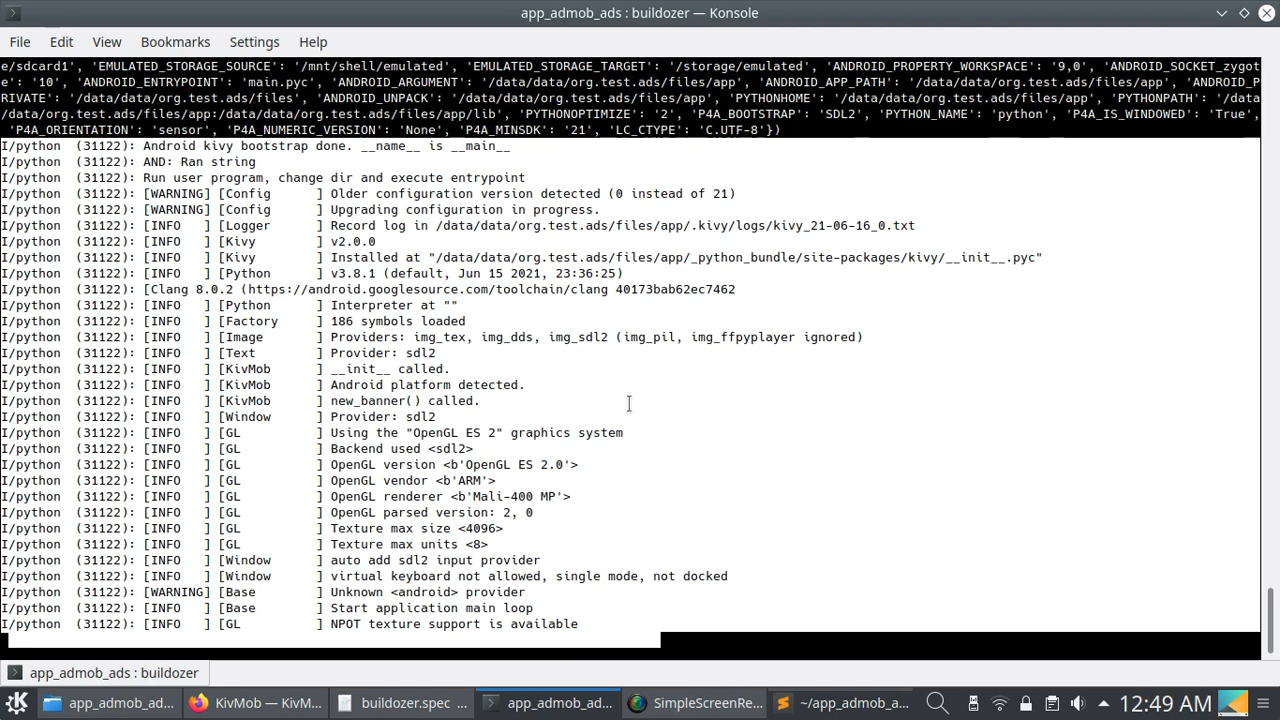 app_admob_ads : buildozer — Konsole
File Edit View Bookmarks Settings Help
e/sdcard1', 'EMULATED_STORAGE_SOURCE': '/mnt/shell/emulated', 'EMULATED_STORAGE_TARGET': '/storage/emulated', 'ANDROID_PROPERTY_WORKSPACE': '9,0', 'ANDROID_SOCKET_zygot
e': '10', 'ANDROID_ENTRYPOINT': 'main.pyc', 'ANDROID_ARGUMENT': '/data/data/org.test.ads/files/app', 'ANDROID_APP_PATH': '/data/data/org.test.ads/files/app', 'ANDROID_P
RIVATE': '/data/data/org.test.ads/files', 'ANDROID_UNPACK': '/data/data/org.test.ads/files/app', 'PYTHONHOME': '/data/data/org.test.ads/files/app', 'PYTHONPATH': '/data
/data/org.test.ads/files/app:/data/data/org.test.ads/files/app/lib', 'PYTHONOPTIMIZE': '2', 'P4A_BOOTSTRAP': 'SDL2', 'PYTHON_NAME': 'python', 'P4A_IS_WINDOWED': 'True',
'P4A_ORIENTATION': 'sensor', 'P4A_NUMERIC_VERSION': 'None', 'P4A_MINSDK': '21', 'LC_CTYPE': 'C.UTF-8'})
I/python  (31122): Android kivy bootstrap done. __name__ is __main__
I/python  (31122): AND: Ran string
I/python  (31122): Run user program, change dir and execute entrypoint
I/python  (31122): [WARNING] [Config      ] Older configuration version detected (0 instead of 21)
I/python  (31122): [WARNING] [Config      ] Upgrading configuration in progress.
I/python  (31122): [INFO   ] [Logger      ] Record log in /data/data/org.test.ads/files/app/.kivy/logs/kivy_21-06-16_0.txt
I/python  (31122): [INFO   ] [Kivy        ] v2.0.0
I/python  (31122): [INFO   ] [Kivy        ] Installed at "/data/data/org.test.ads/files/app/_python_bundle/site-packages/kivy/__init__.pyc"
I/python  (31122): [INFO   ] [Python      ] v3.8.1 (default, Jun 15 2021, 23:36:25)
I/python  (31122): [Clang 8.0.2 (https://android.googlesource.com/toolchain/clang 40173bab62ec7462
I/python  (31122): [INFO   ] [Python      ] Interpreter at ""
I/python  (31122): [INFO   ] [Factory     ] 186 symbols loaded
I/python  (31122): [INFO   ] [Image       ] Providers: img_tex, img_dds, img_sdl2 (img_pil, img_ffpyplayer ignored)
I/python  (31122): [INFO   ] [Text        ] Provider: sdl2
I/python  (31122): [INFO   ] [KivMob      ] __init__ called.
I/python  (31122): [INFO   ] [KivMob      ] Android platform detected.
I/python  (31122): [INFO   ] [KivMob      ] new_banner() called.
I/python  (31122): [INFO   ] [Window      ] Provider: sdl2
I/python  (31122): [INFO   ] [GL          ] Using the "OpenGL ES 2" graphics system
I/python  (31122): [INFO   ] [GL          ] Backend used <sdl2>
I/python  (31122): [INFO   ] [GL          ] OpenGL version <b'OpenGL ES 2.0'>
I/python  (31122): [INFO   ] [GL          ] OpenGL vendor <b'ARM'>
I/python  (31122): [INFO   ] [GL          ] OpenGL renderer <b'Mali-400 MP'>
I/python  (31122): [INFO   ] [GL          ] OpenGL parsed version: 2, 0
I/python  (31122): [INFO   ] [GL          ] Texture max size <4096>
I/python  (31122): [INFO   ] [GL          ] Texture max units <8>
I/python  (31122): [INFO   ] [Window      ] auto add sdl2 input provider
I/python  (31122): [INFO   ] [Window      ] virtual keyboard not allowed, single mode, not docked
I/python  (31122): [WARNING] [Base        ] Unknown <android> provider
I/python  (31122): [INFO   ] [Base        ] Start application main loop
I/python  (31122): [INFO   ] [GL          ] NPOT texture support is available
app_admob_ads : buildozer
app_admob_ad... KivMob — KivM... buildozer.spec ... app_admob_ad... SimpleScreenRe... ~/app_admob_a... 12:49 AM